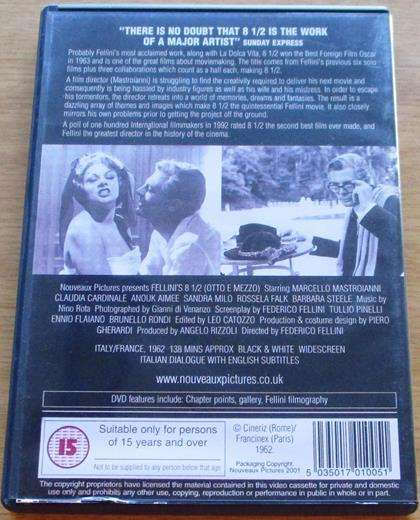 "THERE IS NO DOUBT THAT 8 1/2 IS THE WORK
OF A MAJOR ARTIST" SUNDAY EXPRESS
Probably Fellini's most acclaimed work, along with La Dolce Vita, 8 1/2 won the Best Foreign Film Oscar
in 1963 and is one of the great films about moviemaking. The title comes from Fellini's previous six solo
films plus three collaborations which count as a half each, making 8 1/2.
A film director (Mastroianni) is struggling to find the creativity required to deliver his next movie and
consequently is being hassled by industry figures as well as his wife and his mistress. In order to escape
his tormentors, the director retreats into a world of memories, dreams and fantasies. The result is a
dazzling array of themes and images which make 8 1/2 the quintessential Fellini movie. It also closely
mirrors his own problems prior to getting the project off the ground.
A poll of one hundred international filmmakers in 1992 rated 8 1/2 the second best film ever made, and
Fellini the greatest director in the history of the cinema.
Nouveaux Pictures presents FELLINI'S 8 1/2 (OTTO E MEZZO) Starring MARCELLO MASTROIANNI
CLAUDIA CARDINALE ANOUK AIMEE SANDRA MILO ROSSELA FALK BARBARA STEELE Music by
Nino Rota Photographed by Gianni di Venanzo Screenplay by FEDERICO FELLINI TULLIO PINELLI
ENNIO FLAIANO BRUNELLO RONDI Edited by LEO CATOZZO Production & costume design by PIERO
GHERARDI Produced by ANGELO RIZZOLI Directed by FEDERICO FELLINI
ITALY/FRANCE, 1962 138 MINS APPROX BLACK & WHITE WIDESCREEN
ITALIAN DIALOGUE WITH ENGLISH SUBTITLES
www.nouveauxpictures.co.uk
DVD features include: Chapter points, gallery, Fellini filmography
15
Suitable only for persons
of 15 years and over
Not to be supplied to any person below that age
© Cineriz (Rome)/
Francinex (Paris)
1962.
Packaging Copyright
Nouveaux Pictures 2001
5 035017 010051
The copyright proprietors have licensed the material contained in this video cassette for private and domestic
use only and prohibits any other use, copying, reproduction or performance in public in whole or in part.